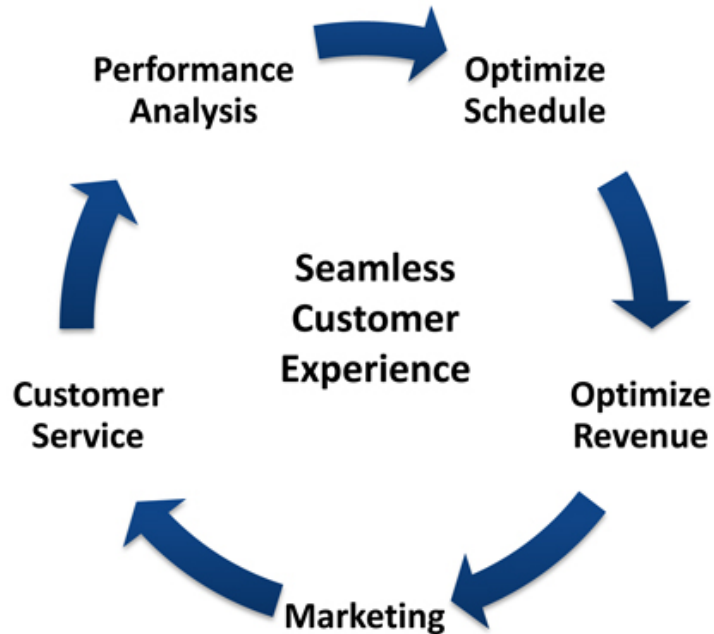 Performance
Analysis
Optimize
Schedule
Seamless
Customer
Experience
Customer
Service
Optimize
Revenue
Marketing